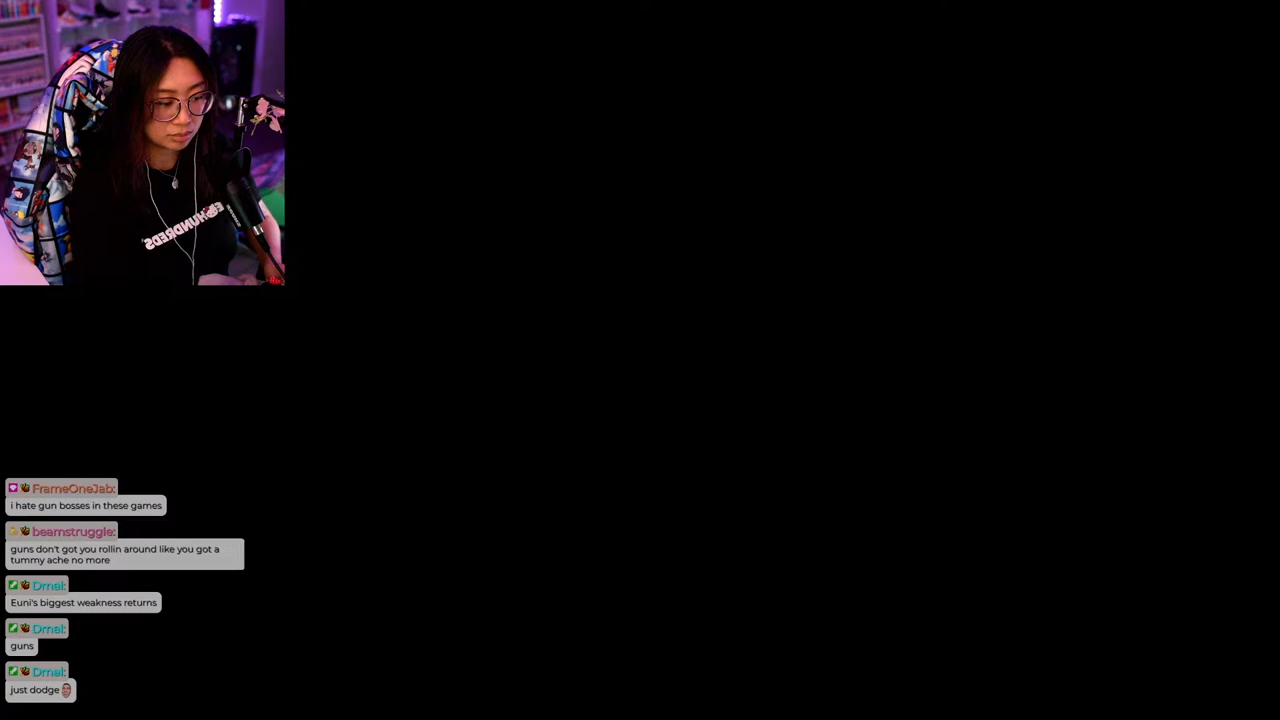 FrameOneJab:
i hate gun bosses in these games
beamstruggle:
guns don't got you rollin around like you got a
tummy ache no more
Dmal:
Euni's biggest weakness returns
Dmal:
guns
Dmal:
just dodge
HUNDREDS